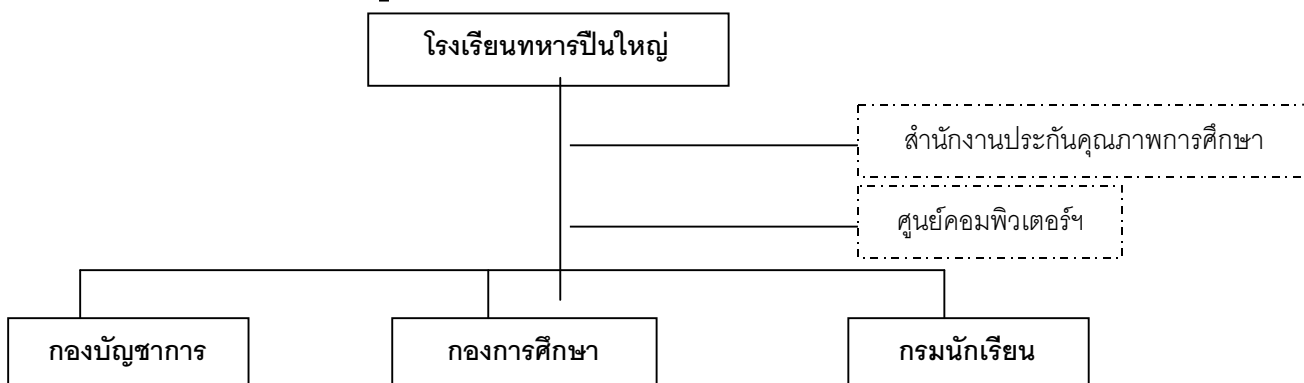 โรงเรียนทหารปืนใหญ่
สำนักงานประกันคุณภาพการศึกษา
ศูนย์คอมพิวเตอร์ฯ
กองบัญชาการ
กองการศึกษา
กรมนักเรียน